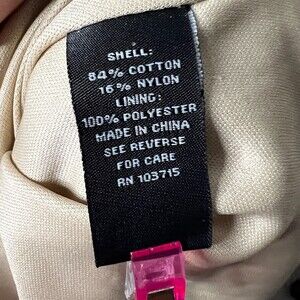 SHELL:
84% COTTON
16% NYLON
LINING:
100% POLYESTER
MADE IN CHINA
SEE REVERSE
FOR CARE
RN 103715